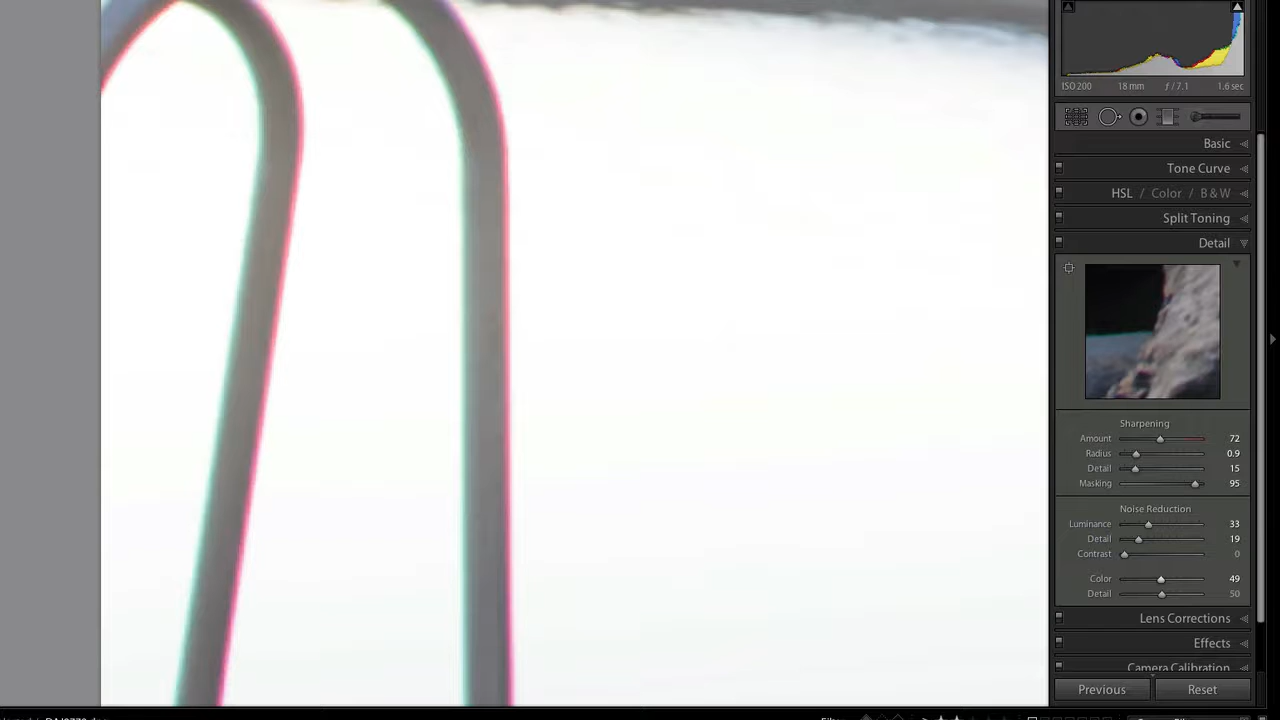 ISO 200 18 mm ƒ / 7.1 1.6 sec
Basic
Tone Curve
HSL / Color / B & W
Split Toning
Detail
Sharpening
Amount 72
Radius 0.9
Detail 15
Masking 95
Noise Reduction
Luminance 33
Detail 19
Contrast 0
Color 49
Detail 50
Lens Corrections
Effects
Camera Calibration
Previous Reset